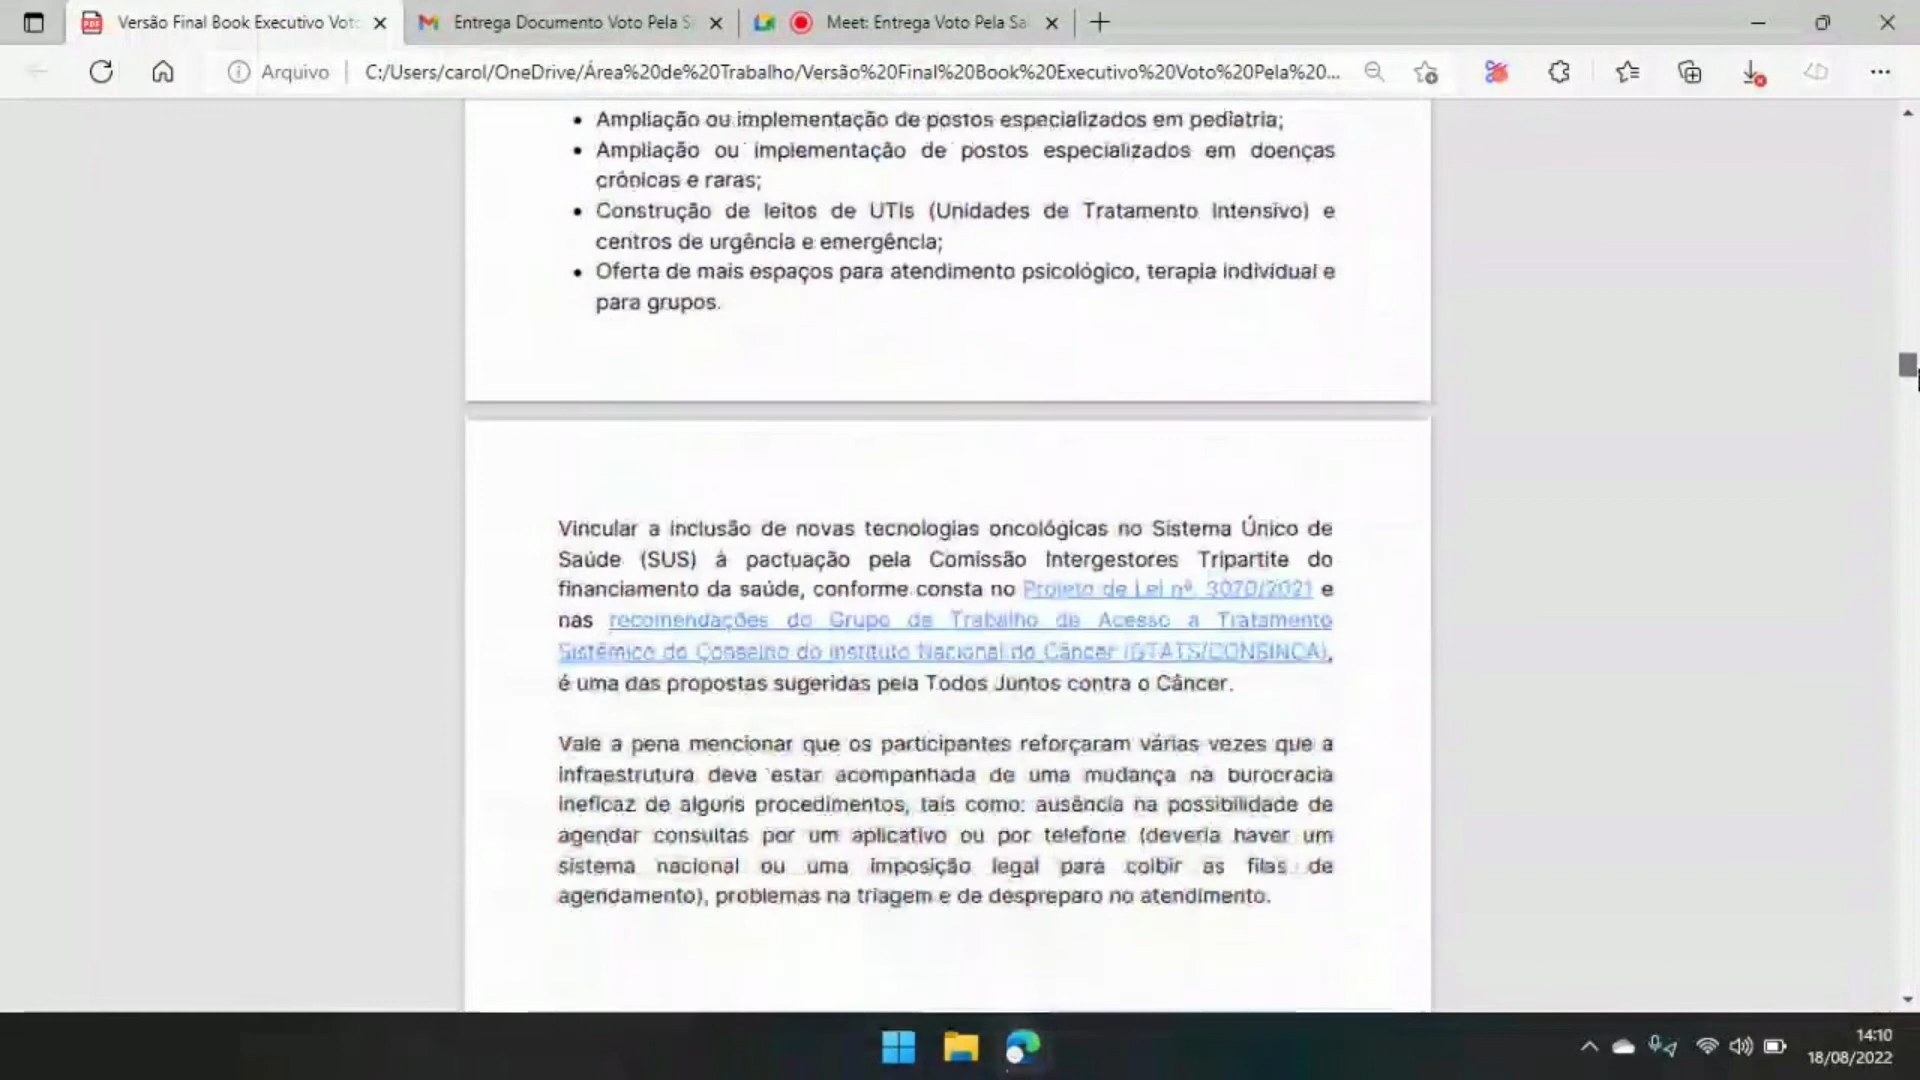 Versão Final Book Executivo Vot
Entrega Documento Voto Pela S
Meet: Entrega Voto Pela Sa
Arquivo
C:/Users/carol/OneDrive/Área%20de%20Trabalho/Versão%20Final%20Book%20Executivo%20Voto%20Pela%20...
• Ampliação ou implementação de postos especializados em pediatria;
• Ampliação ou implementação de postos especializados em doenças
crônicas e raras;
• Construção de leitos de UTIs (Unidades de Tratamento Intensivo) e
centros de urgência e emergência;
• Oferta de mais espaços para atendimento psicológico, terapia individual e
para grupos.
Vincular a inclusão de novas tecnologias oncológicas no Sistema Único de
Saúde (SUS) à pactuação pela Comissão Intergestores Tripartite do
financiamento da saúde, conforme consta no Projeto de Lei nº. 3070/2021 e
nas recomendações do Grupo de Trabalho de Acesso a Tratamento
Sistêmico do Conselho do Instituto Nacional do Câncer (GTATS/CONSINCA),
é uma das propostas sugeridas pela Todos Juntos contra o Câncer.
Vale a pena mencionar que os participantes reforçaram várias vezes que a
infraestrutura deve estar acompanhada de uma mudança na burocracia
ineficaz de alguns procedimentos, tais como: ausência na possibilidade de
agendar consultas por um aplicativo ou por telefone (deveria haver um
sistema nacional ou uma imposição legal para coibir as filas de
agendamento), problemas na triagem e de despreparo no atendimento.
14:10
18/08/2022